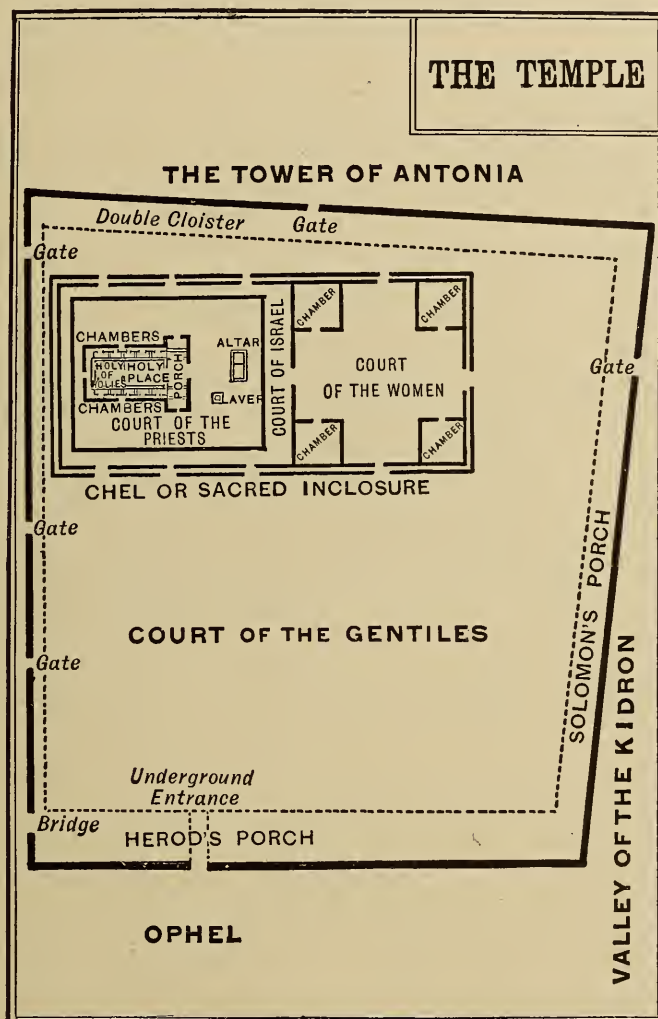 THE TEMPLE
THE TOWER OF ANTONIA
Double Cloister
Gate
Gate
CHAMBER
CHAMBER
CHAMBERS
HOLY
OF
HOLIES
HOLY
PLACE
PORCH
CHAMBERS
ALTAR
LAVER
COURT OF THE
PRIESTS
COURT OF ISRAEL
COURT
OF THE WOMEN
CHAMBER
CHAMBER
Gate
CHEL OR SACRED INCLOSURE
Gate
COURT OF THE GENTILES
Gate
SOLOMON'S PORCH
VALLEY OF THE KIDRON
Underground
Entrance
Bridge
HEROD'S PORCH
OPHEL